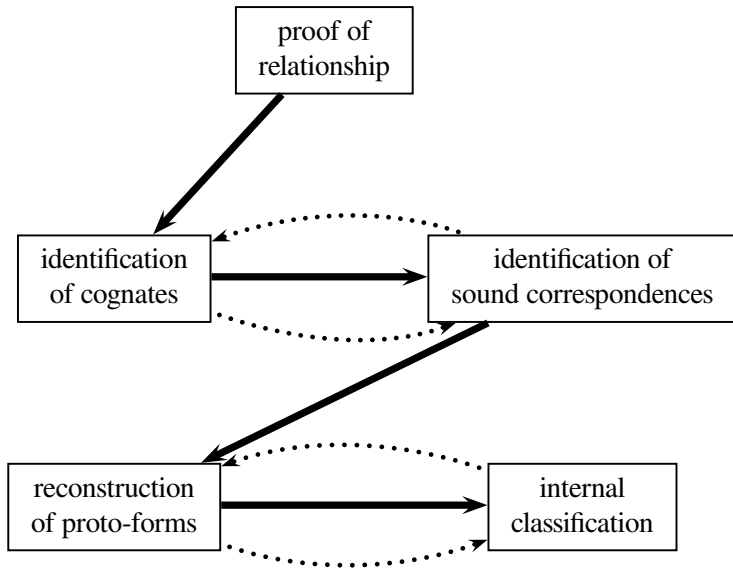 proof of
relationship
identification
of cognates
identification of
sound correspondences
reconstruction
of proto-forms
internal
classification